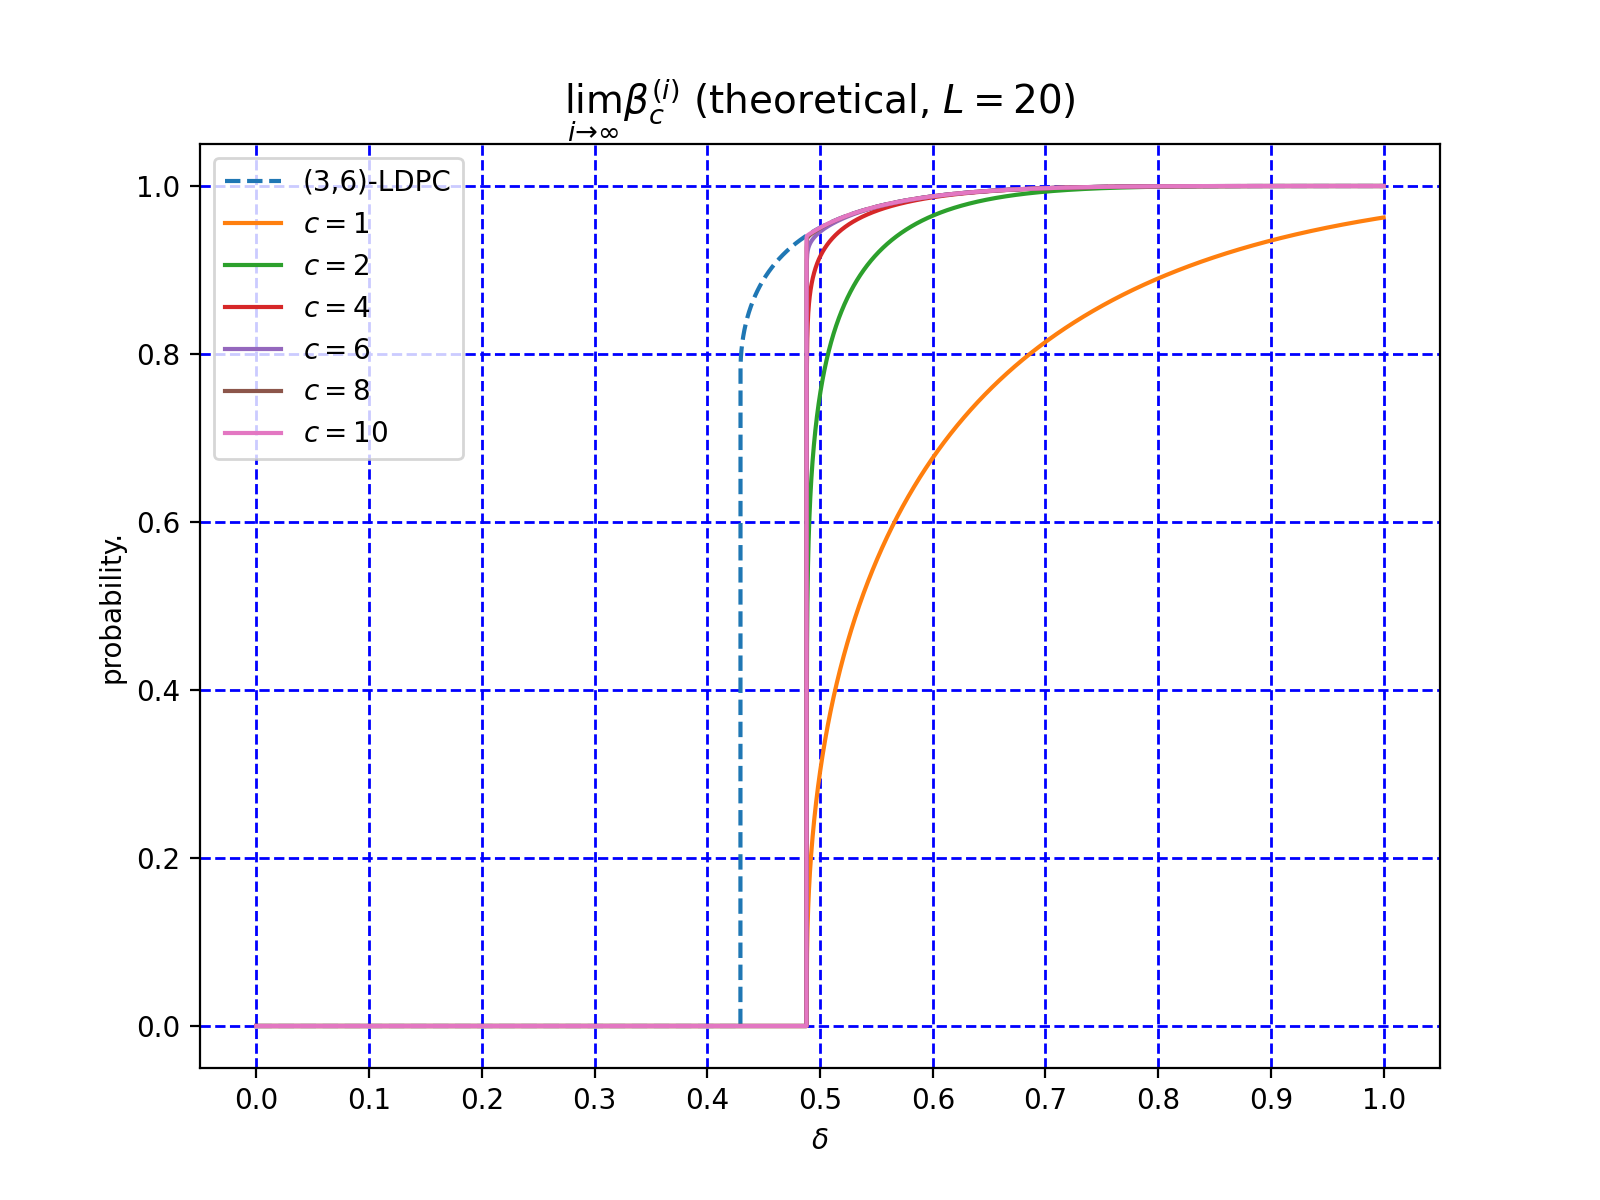 lim β_c^(i) (theoretical, L = 20)
i→∞
(3,6)-LDPC
c = 1
c = 2
c = 4
c = 6
c = 8
c = 10
1.0
0.8
0.6
0.4
0.2
0.0
probability.
0.0 0.1 0.2 0.3 0.4 0.5 0.6 0.7 0.8 0.9 1.0
δ